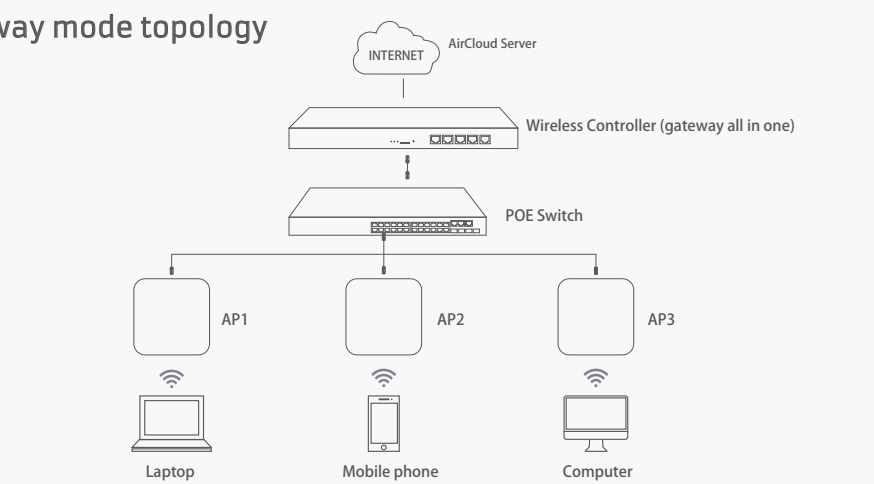 way mode topology
INTERNET
AirCloud Server
Wireless Controller (gateway all in one)
POE Switch
AP1
AP2
AP3
Laptop
Mobile phone
Computer